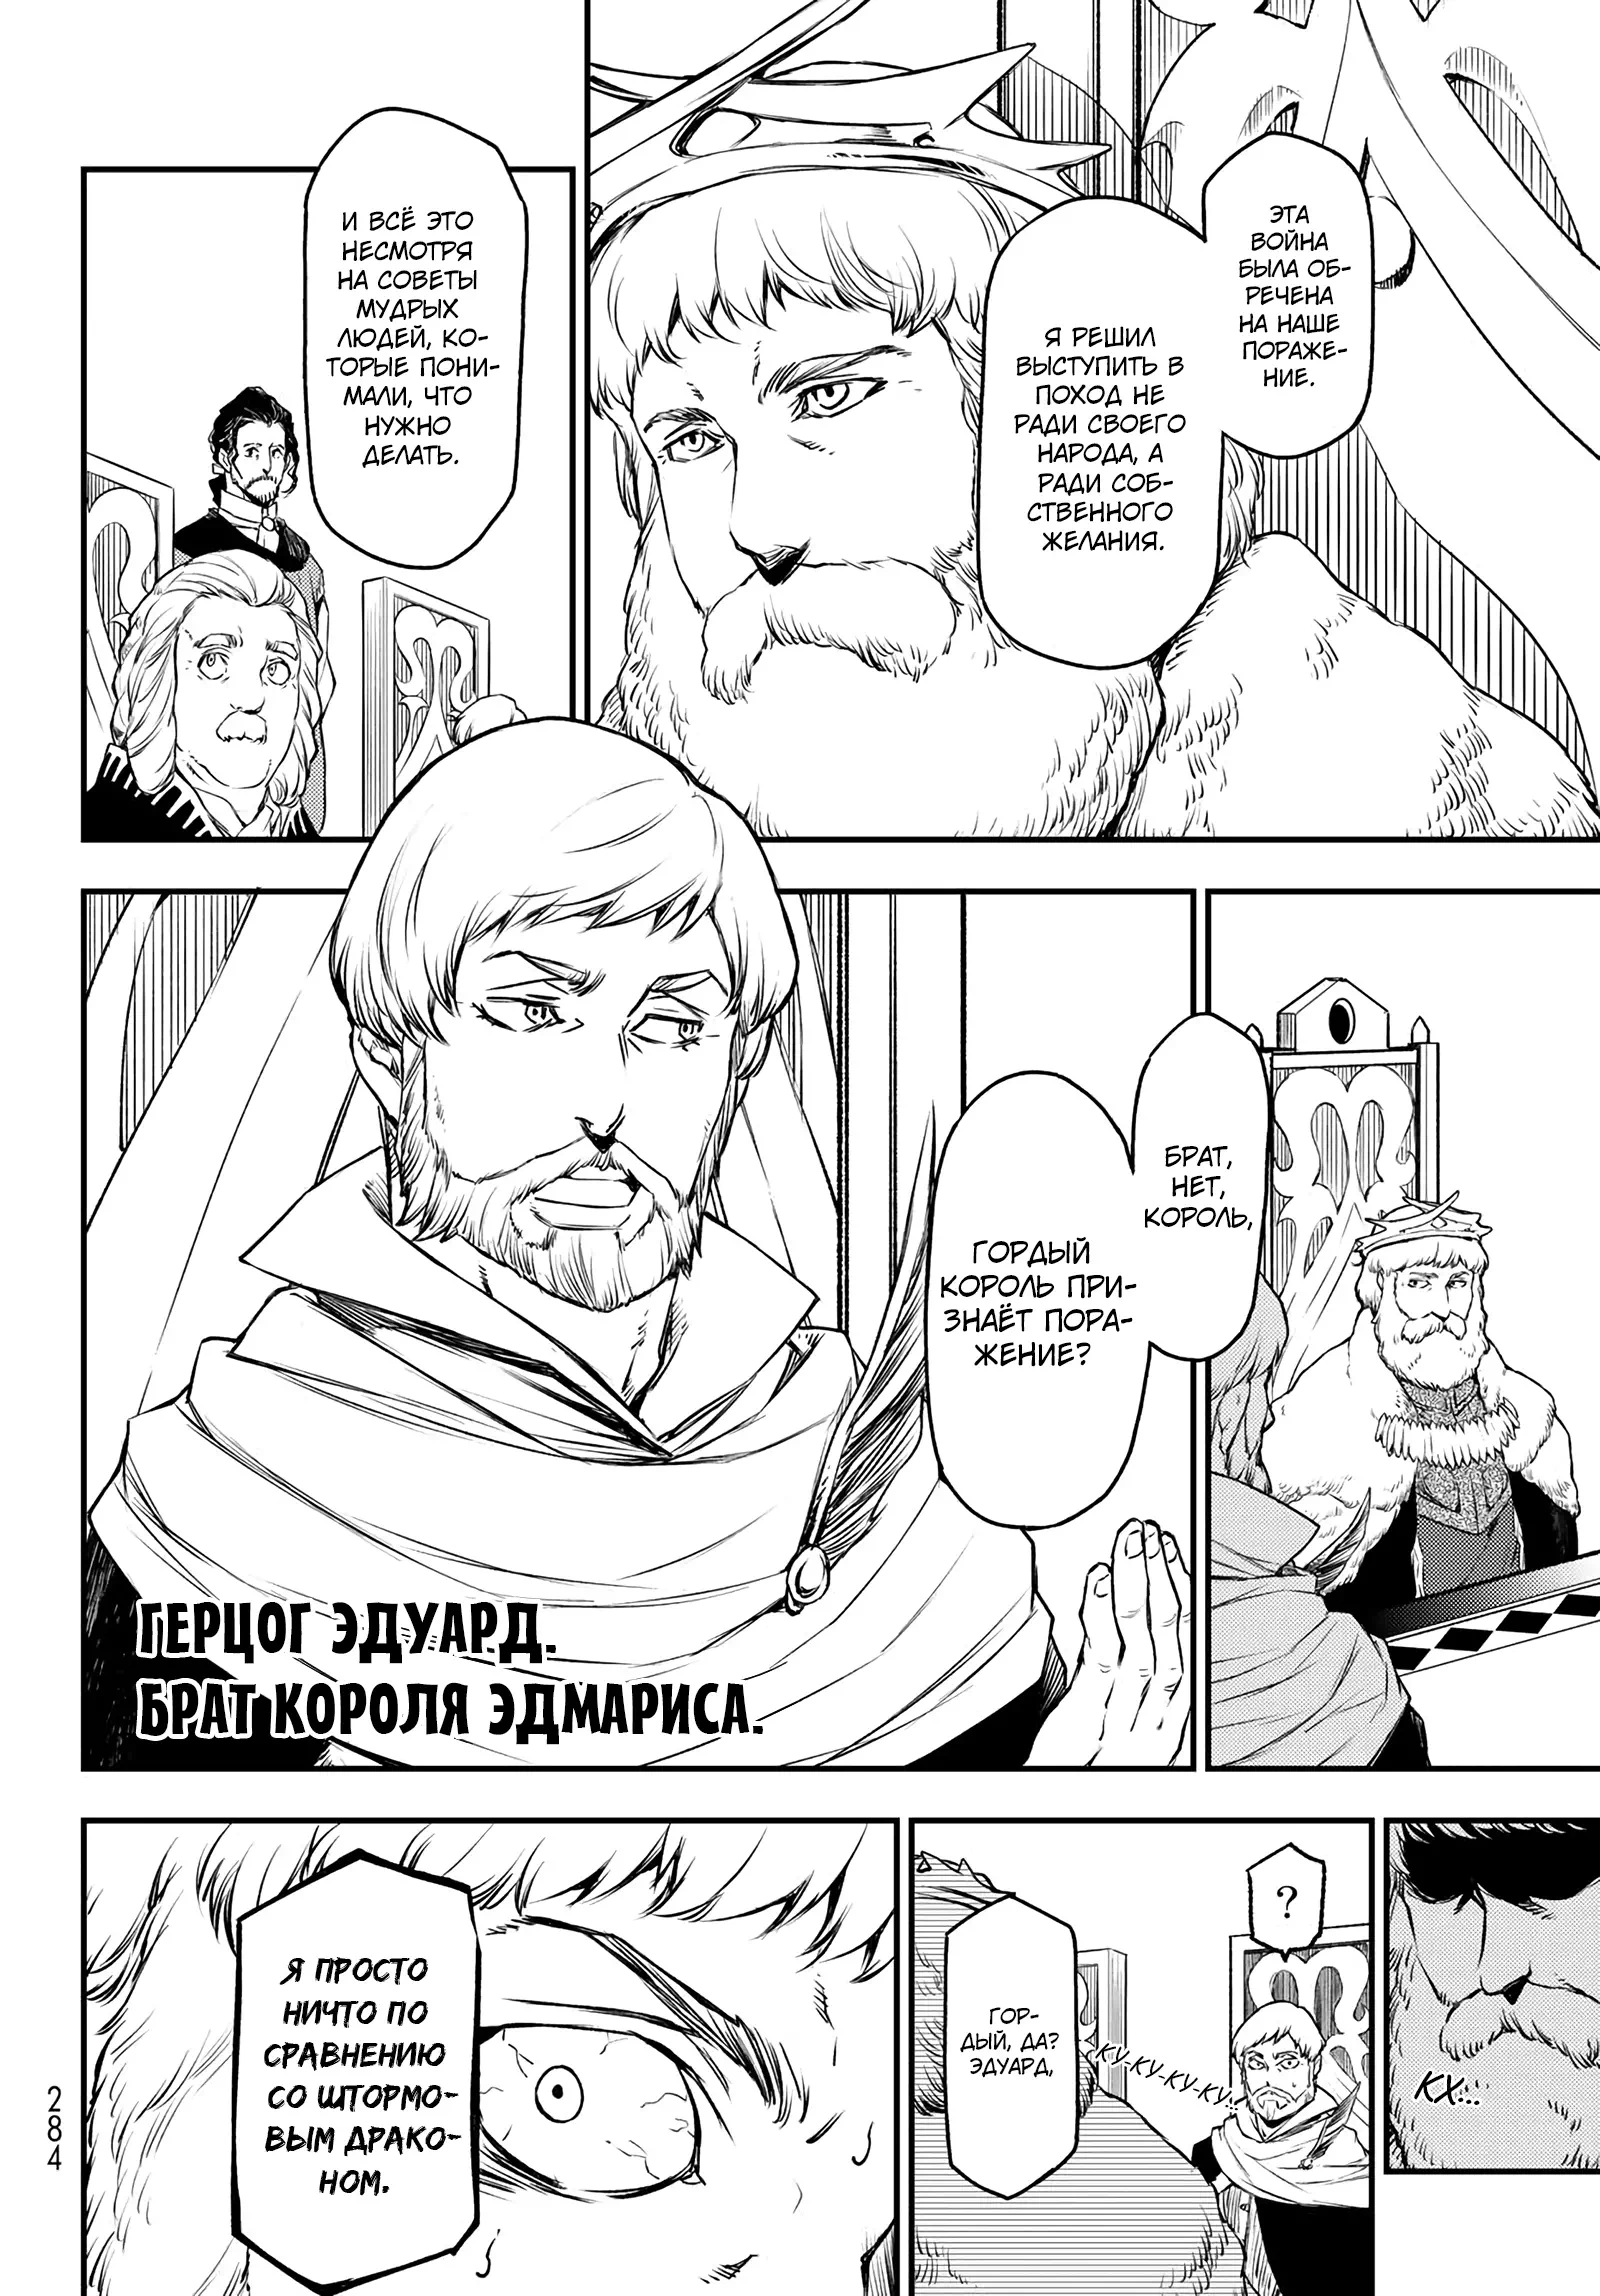 ЭТА
ВОЙНА
БЫЛА ОБ-
РЕЧЕНА
НА НАШЕ
ПОРАЖЕ-
НИЕ.
Я РЕШИЛ
ВЫСТУПИТЬ В
ПОХОД НЕ
РАДИ СВОЕГО
НАРОДА, А
РАДИ СОБ-
СТВЕННОГО
ЖЕЛАНИЯ.
И ВСЁ ЭТО
НЕСМОТРЯ
НА СОВЕТЫ
МУДРЫХ
ЛЮДЕЙ, КО-
ТОРЫЕ ПОНИ-
МАЛИ, ЧТО
НУЖНО
ДЕЛАТЬ.
БРАТ,
НЕТ,
КОРОЛЬ,
ГОРДЫЙ
КОРОЛЬ ПРИ-
ЗНАЁТ ПОРА-
ЖЕНИЕ?
ГЕРЦОГ ЭДУАРД.
БРАТ КОРОЛЯ ЭДМАРИСА.
КХ...
?
КУ-КУ-КУ-КУ...
ГОР-
ДЫЙ, ДА?
ЭДУАРД,
Я ПРОСТО
НИЧТО ПО
СРАВНЕНИЮ
СО ШТОРМО-
ВЫМ ДРАКО-
НОМ.
284